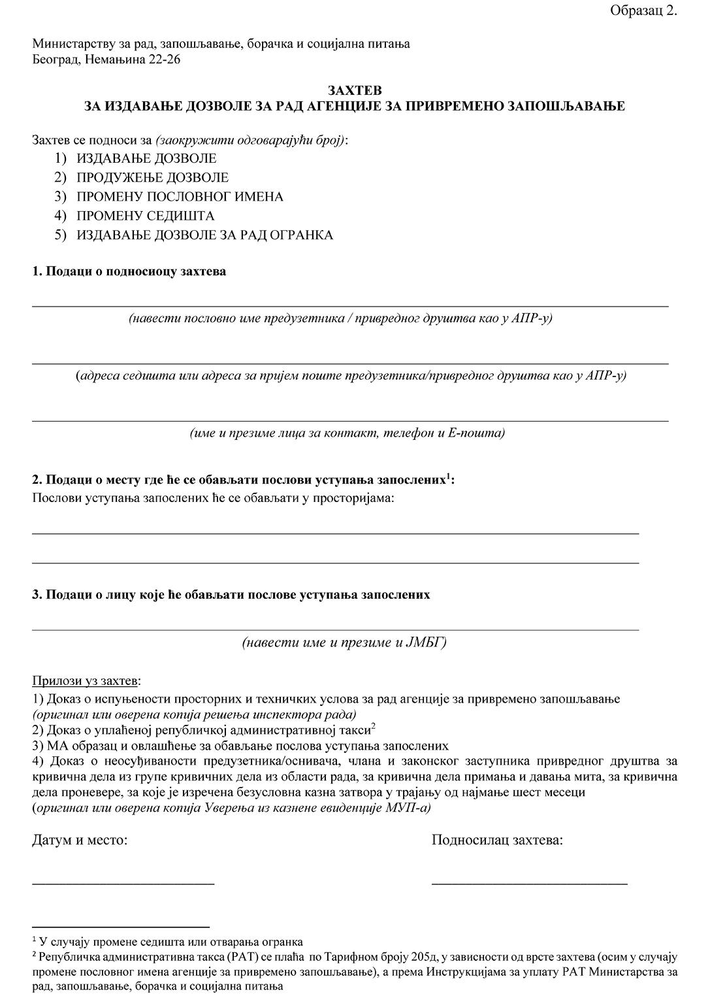 Образац 2.
Министарству за рад, запошљавање, борачка и социјална питања
Београд, Немањина 22-26
ЗАХТЕВ
ЗА ИЗДАВАЊЕ ДОЗВОЛЕ ЗА РАД АГЕНЦИЈЕ ЗА ПРИВРЕМЕНО ЗАПОШЉАВАЊЕ
Захтев се подноси за (заокружити одговарајући број):
1) ИЗДАВАЊЕ ДОЗВОЛЕ
2) ПРОДУЖЕЊЕ ДОЗВОЛЕ
3) ПРОМЕНУ ПОСЛОВНОГ ИМЕНА
4) ПРОМЕНУ СЕДИШТА
5) ИЗДАВАЊЕ ДОЗВОЛЕ ЗА РАД ОГРАНКА
1. Подаци о подносиоцу захтева
(навести пословно име предузетника / привредног друштва као у АПР-у)
(адреса седишта или адреса за пријем поште предузетника/привредног друштва као у АПР-у)
(име и презиме лица за контакт, телефон и Е-пошта)
2. Подаци о месту где ће се обављати послови уступања запослених¹:
Послови уступања запослених ће се обављати у просторијама:
3. Подаци о лицу које ће обављати послове уступања запослених
(навести име и презиме и ЈМБГ)
Прилози уз захтев:
1) Доказ о испуњености просторних и техничких услова за рад агенције за привремено запошљавање
(оригинал или оверена копија решења инспектора рада)
2) Доказ о уплаћеној републичкој административној такси²
3) МА образац и овлашћење за обављање послова уступања запослених
4) Доказ о неосуђиваности предузетника/оснивача, члана и законског заступника привредног друштва за
кривична дела из групе кривичних дела из области рада, за кривична дела примања и давања мита, за кривична
дела проневере, за које је изречена безусловна казна затвора у трајању од најмање шест месеци
(оригинал или оверена копија Уверења из казнене евиденције МУП-а)
Датум и место: Подносилац захтева:
¹ У случају промене седишта или отварања огранка
² Републичка административна такса (РАТ) се плаћа по Тарифном броју 205д, у зависности од врсте захтева (осим у случају
промене пословног имена агенције за привремено запошљавање), а према Инструкцијама за уплату РАТ Министарства за
рад, запошљавање, борачка и социјална питања